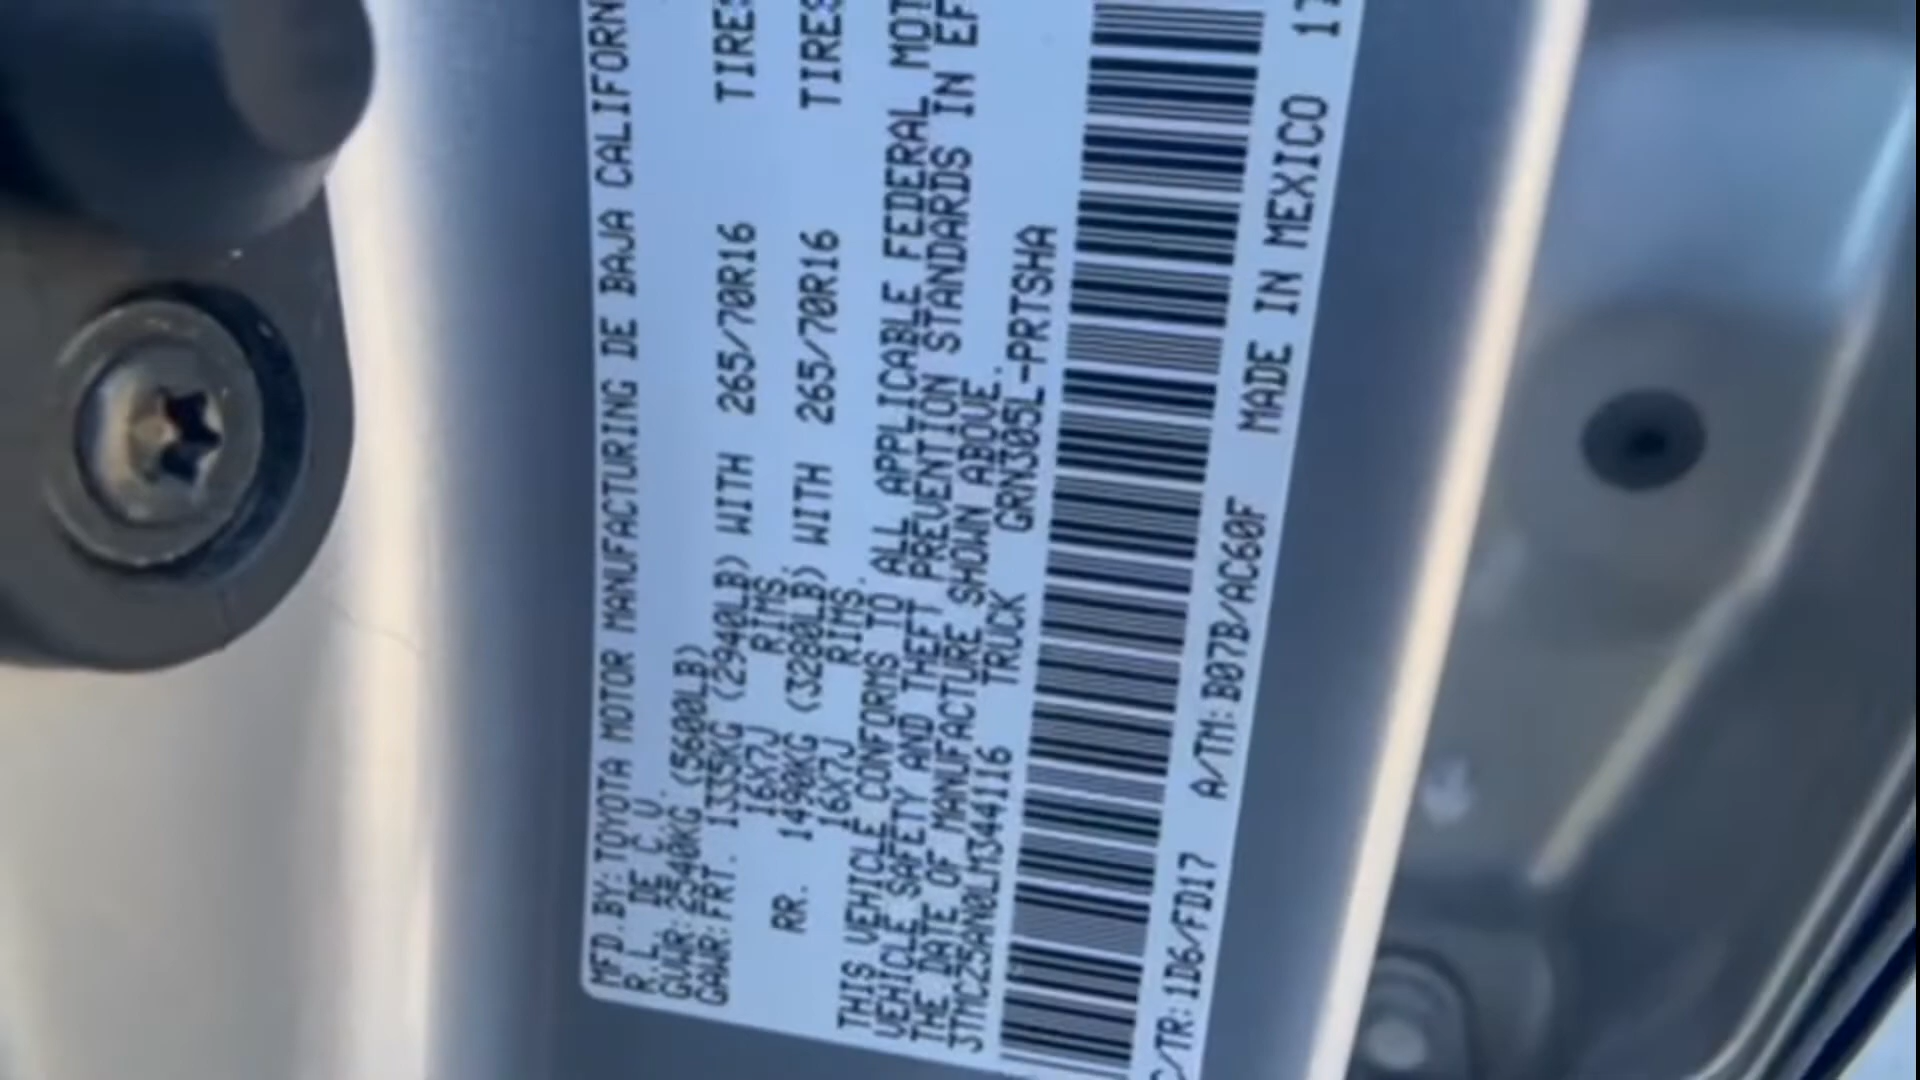 MFD.BY:TOYOTA MOTOR MANUFACTURING DE BAJA CALIFORN
R.L. DE C.V.
GVWR:2540KG (5600LB)
GAWR:FRT. 1335KG (2940LB) WITH 265/70R16 TIRES
16X7J RIMS.
RR. 1490KG (3280LB) WITH 265/70R16 TIRES
16X7J RIMS.
THIS VEHICLE CONFORMS TO ALL APPLICABLE FEDERAL MOT
VEHICLE SAFETY AND THEFT PREVENTION STANDARDS IN EF
THE DATE OF MANUFACTURE SHOWN ABOVE.
3TMCZ5AN0LM344116 TRUCK GRN305L-PRTSHA
C/TR:1D6/FD17 A/TM:B07B/AC60F MADE IN MEXICO 17